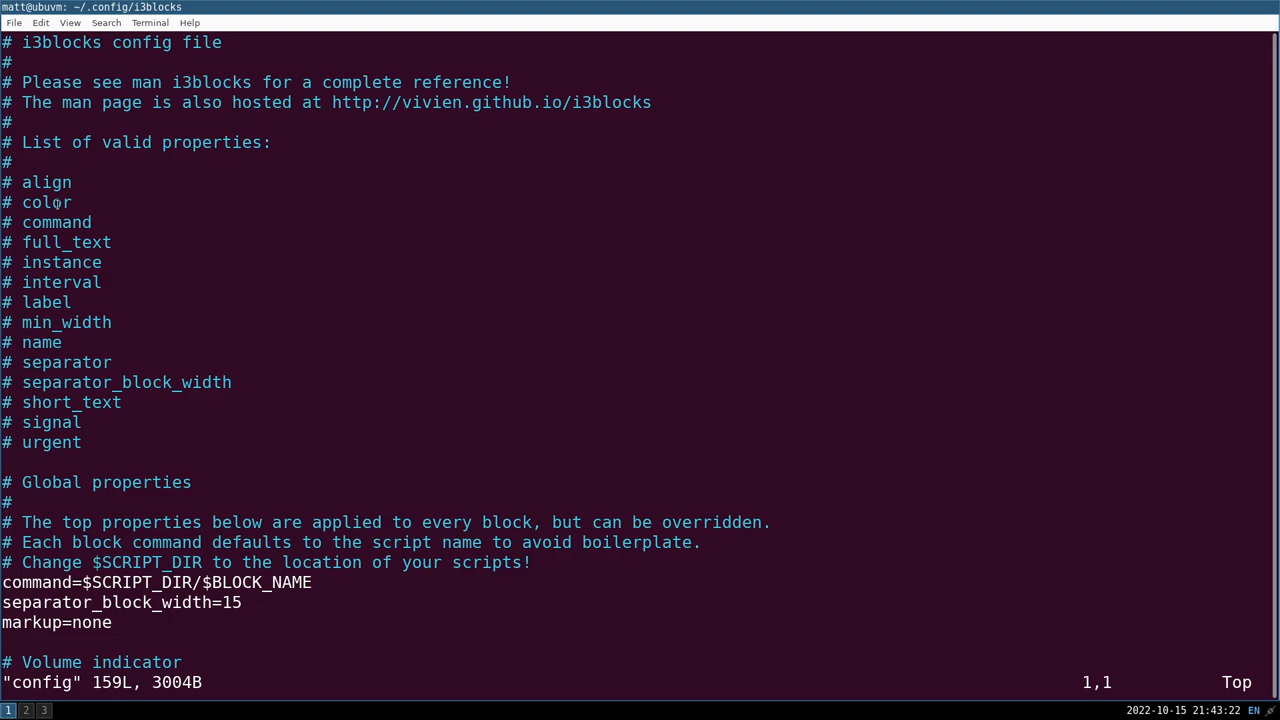 matt@ubuvm: ~/.config/i3blocks
File Edit View Search Terminal Help
# i3blocks config file
#
# Please see man i3blocks for a complete reference!
# The man page is also hosted at http://vivien.github.io/i3blocks
#
# List of valid properties:
#
# align
# color
# command
# full_text
# instance
# interval
# label
# min_width
# name
# separator
# separator_block_width
# short_text
# signal
# urgent
# Global properties
#
# The top properties below are applied to every block, but can be overridden.
# Each block command defaults to the script name to avoid boilerplate.
# Change $SCRIPT_DIR to the location of your scripts!
command=$SCRIPT_DIR/$BLOCK_NAME
separator_block_width=15
markup=none
# Volume indicator
"config" 159L, 3004B 1,1 Top
1 2 3 2022-10-15 21:43:22 EN